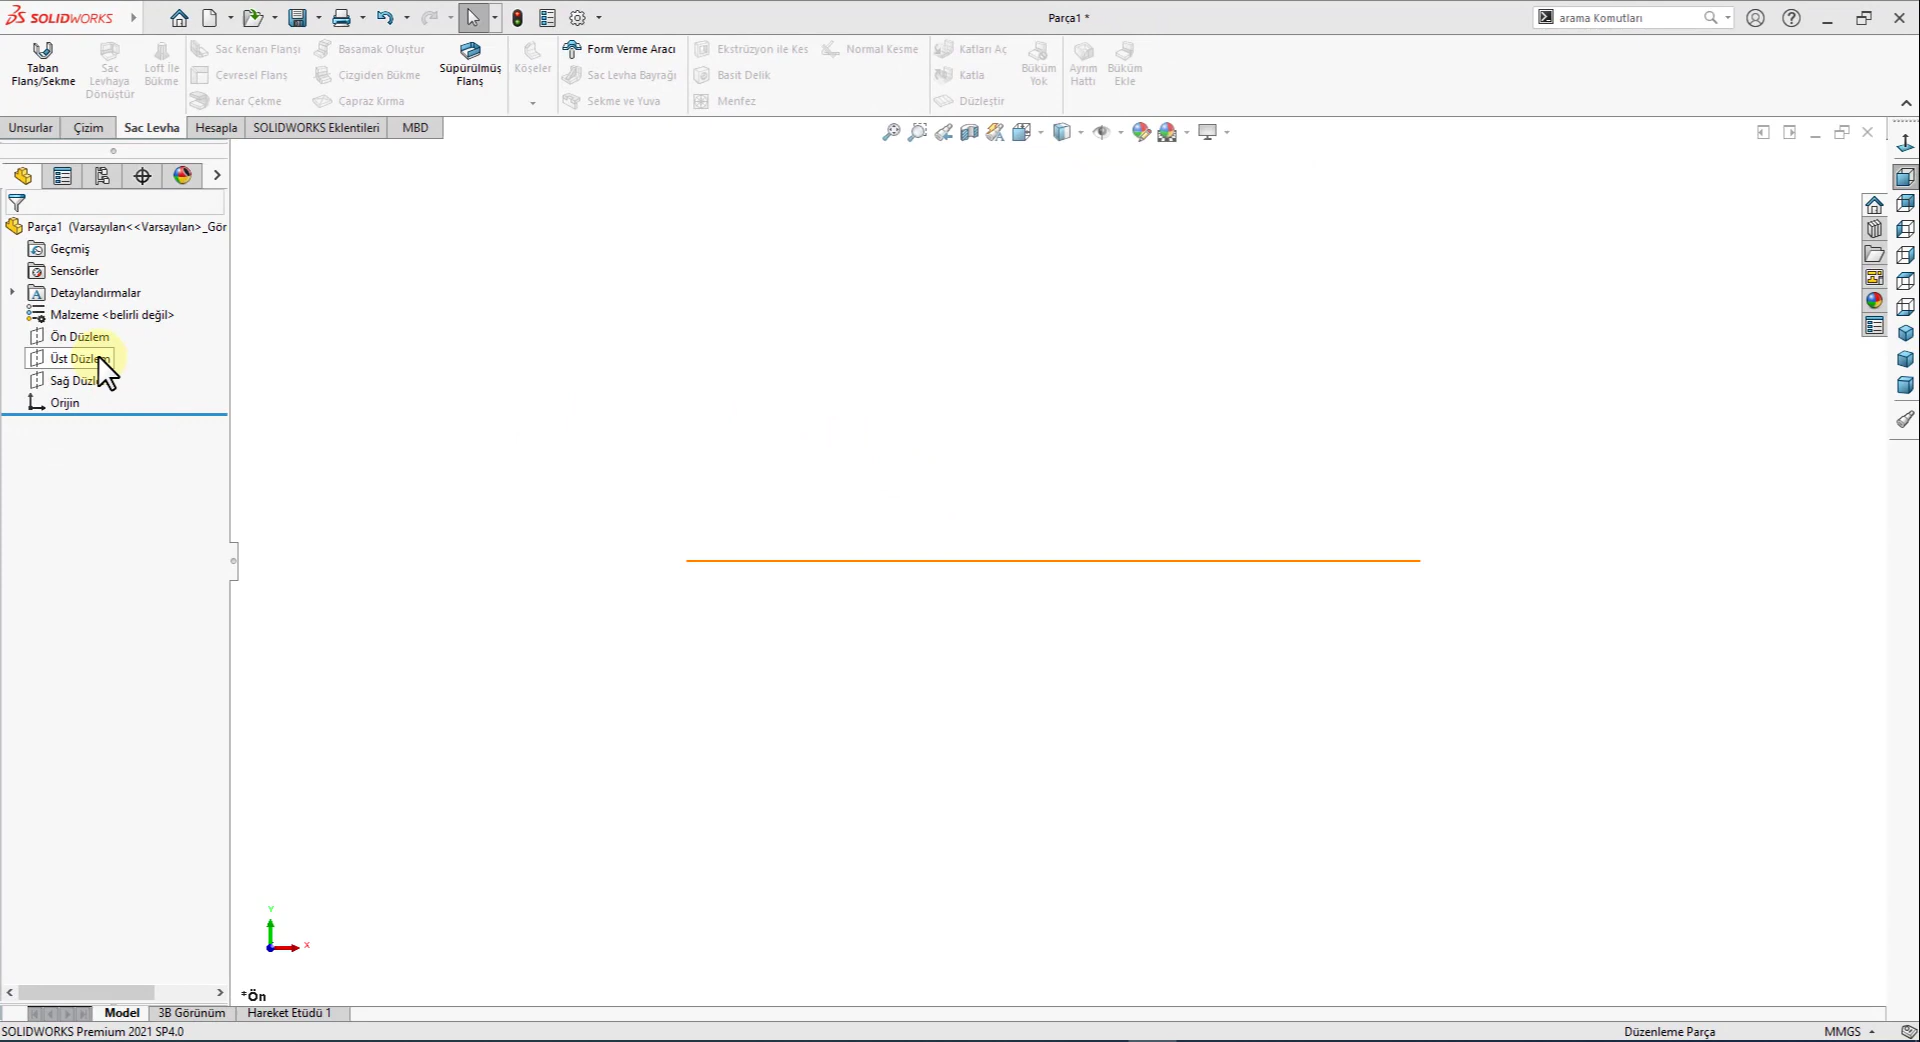 SOLIDWORKS
Parça1 *
arama Komutları
Taban
Flanş/Sekme
Sac
Levhaya
Dönüştür
Loft İle
Bükme
Sac Kenarı Flanşı
Çevresel Flanş
Kenar Çekme
Basamak Oluştur
Çizgiden Bükme
Çapraz Kırma
Süpürülmüş
Flanş
Köşeler
Form Verme Aracı
Sac Levha Bayrağı
Sekme ve Yuva
Ekstrüzyon ile Kes
Basit Delik
Menfez
Normal Kesme
Katları Aç
Katla
Düzleştir
Büküm
Yok
Ayrım
Hattı
Büküm
Ekle
Unsurlar
Çizim
Sac Levha
Hesapla
SOLIDWORKS Eklentileri
MBD
Parça1 (Varsayılan<<Varsayılan>_Gör
Geçmiş
Sensörler
Detaylandırmalar
Malzeme <belirli değil>
Ön Düzlem
Üst Düzlem
Sağ Düzle
Orijin
Y
X
*Ön
Model
3B Görünüm
Hareket Etüdü 1
SOLIDWORKS Premium 2021 SP4.0
Düzenleme Parça
MMGS